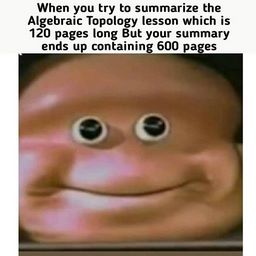 When you try to summarize the
Algebraic Topology lesson which is
120 pages long But your summary
ends up containing 600 pages